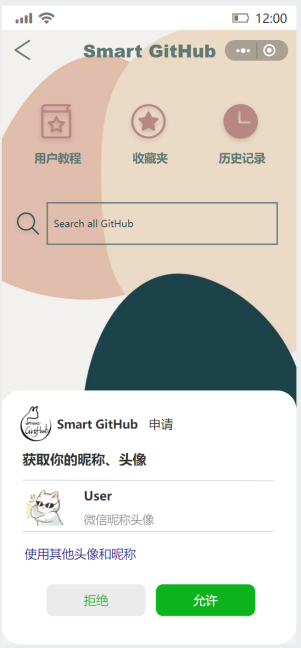 12:00
Smart GitHub
用户教程 收藏夹 历史记录
Search all GitHub
Smart GitHub 申请
获取你的昵称、头像
User
微信昵称头像
使用其他头像和昵称
拒绝 允许